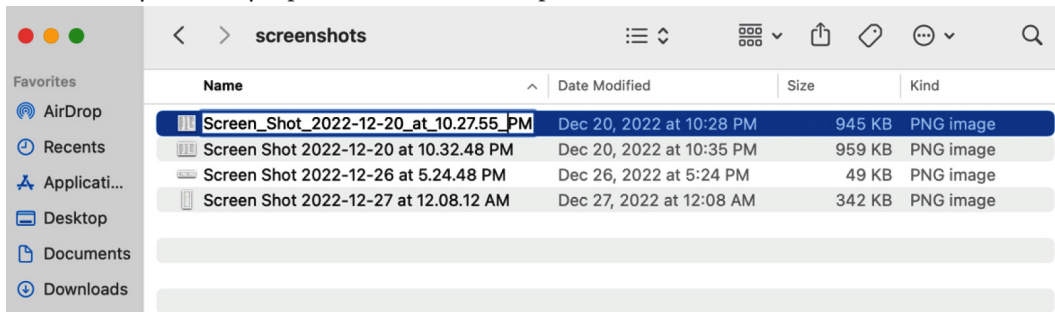 screenshots
Favorites
AirDrop
Recents
Applicati...
Desktop
Documents
Downloads
Name Date Modified Size Kind
Screen_Shot_2022-12-20_at_10.27.55_PM Dec 20, 2022 at 10:28 PM 945 KB PNG image
Screen Shot 2022-12-20 at 10.32.48 PM Dec 20, 2022 at 10:35 PM 959 KB PNG image
Screen Shot 2022-12-26 at 5.24.48 PM Dec 26, 2022 at 5:24 PM 49 KB PNG image
Screen Shot 2022-12-27 at 12.08.12 AM Dec 27, 2022 at 12:08 AM 342 KB PNG image